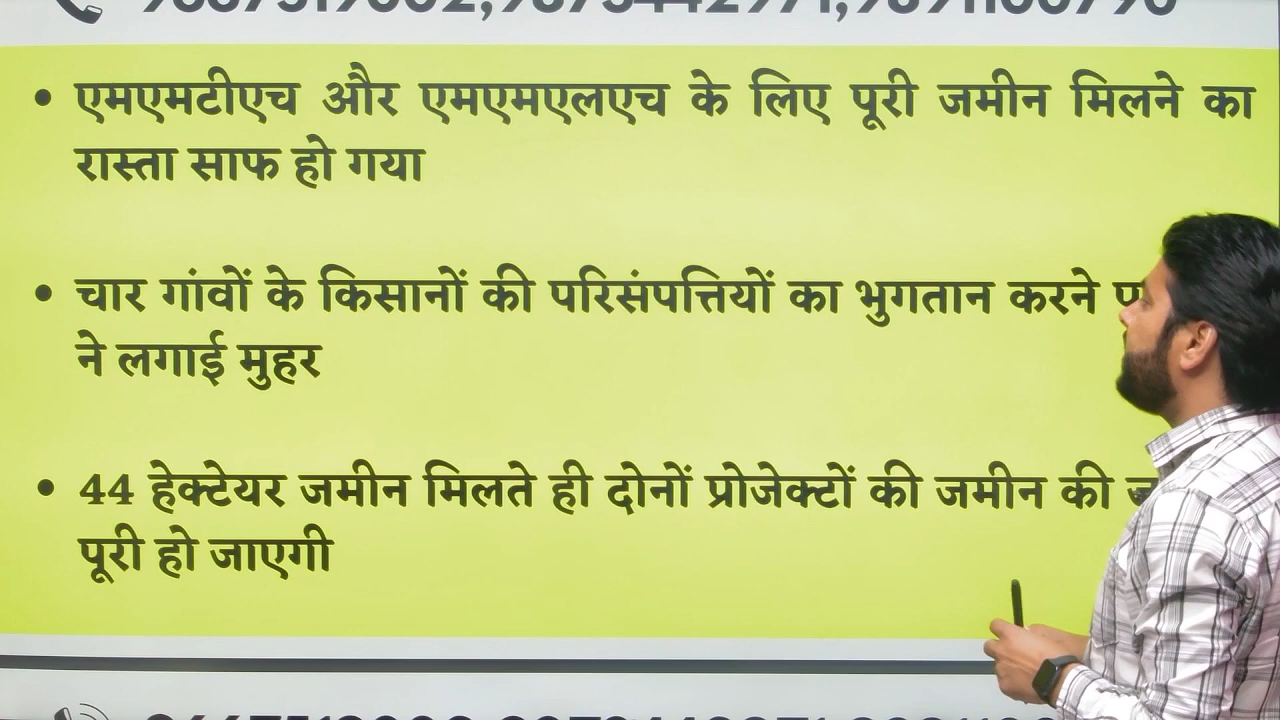 • एमएमटीएच और एमएमएलएच के लिए पूरी जमीन मिलने का
रास्ता साफ हो गया
• चार गांवों के किसानों की परिसंपत्तियों का भुगतान करने
ने लगाई मुहर
• 44 हेक्टेयर जमीन मिलते ही दोनों प्रोजेक्टों की जमीन की
पूरी हो जाएगी